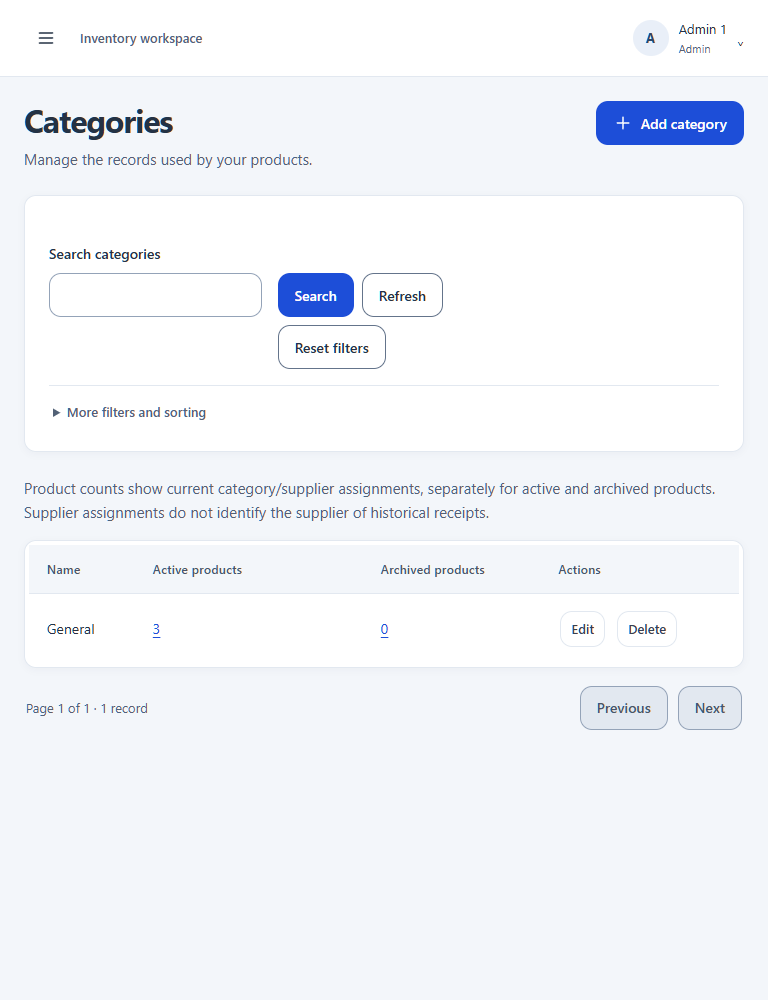 Inventory workspace
A
Admin 1
Admin
Categories
+ Add category
Manage the records used by your products.
Search categories
Search
Refresh
Reset filters
More filters and sorting
Product counts show current category/supplier assignments, separately for active and archived products.
Supplier assignments do not identify the supplier of historical receipts.
Name Active products Archived products Actions
General 3 0 Edit Delete
Page 1 of 1 · 1 record
Previous
Next